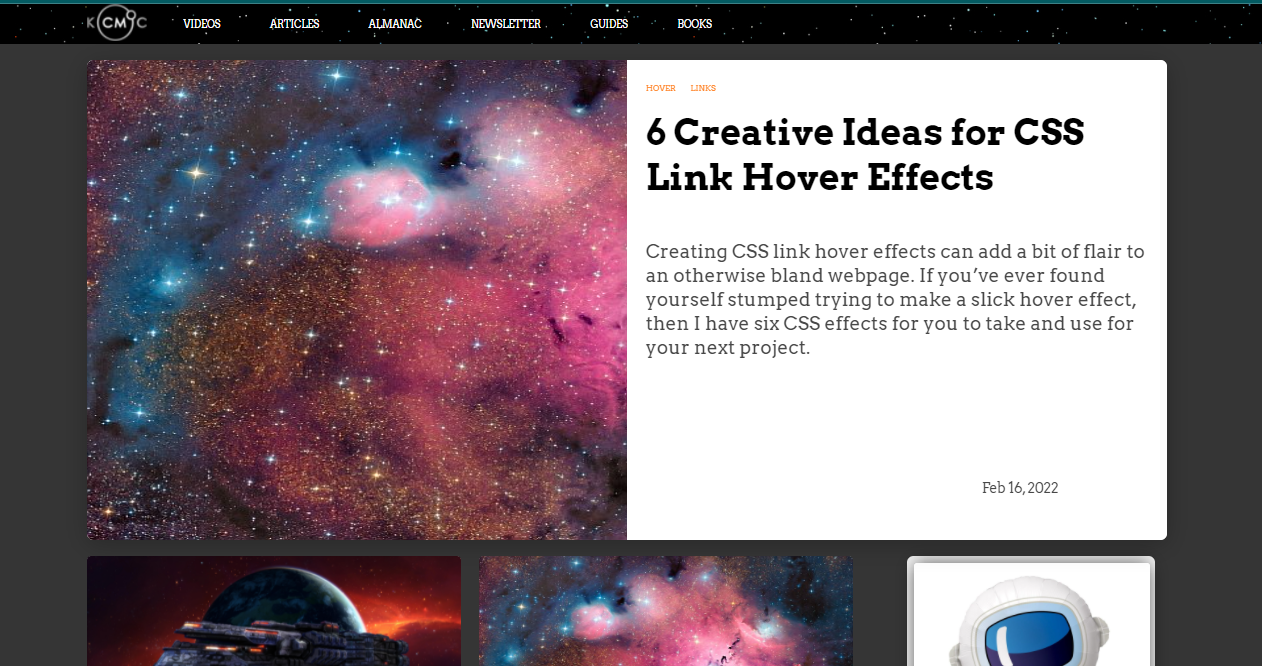 KCMJC VIDEOS ARTICLES ALMANAC NEWSLETTER GUIDES BOOKS
HOVER LINKS
6 Creative Ideas for CSS
Link Hover Effects
Creating CSS link hover effects can add a bit of flair to
an otherwise bland webpage. If you’ve ever found
yourself stumped trying to make a slick hover effect,
then I have six CSS effects for you to take and use for
your next project.
Feb 16, 2022